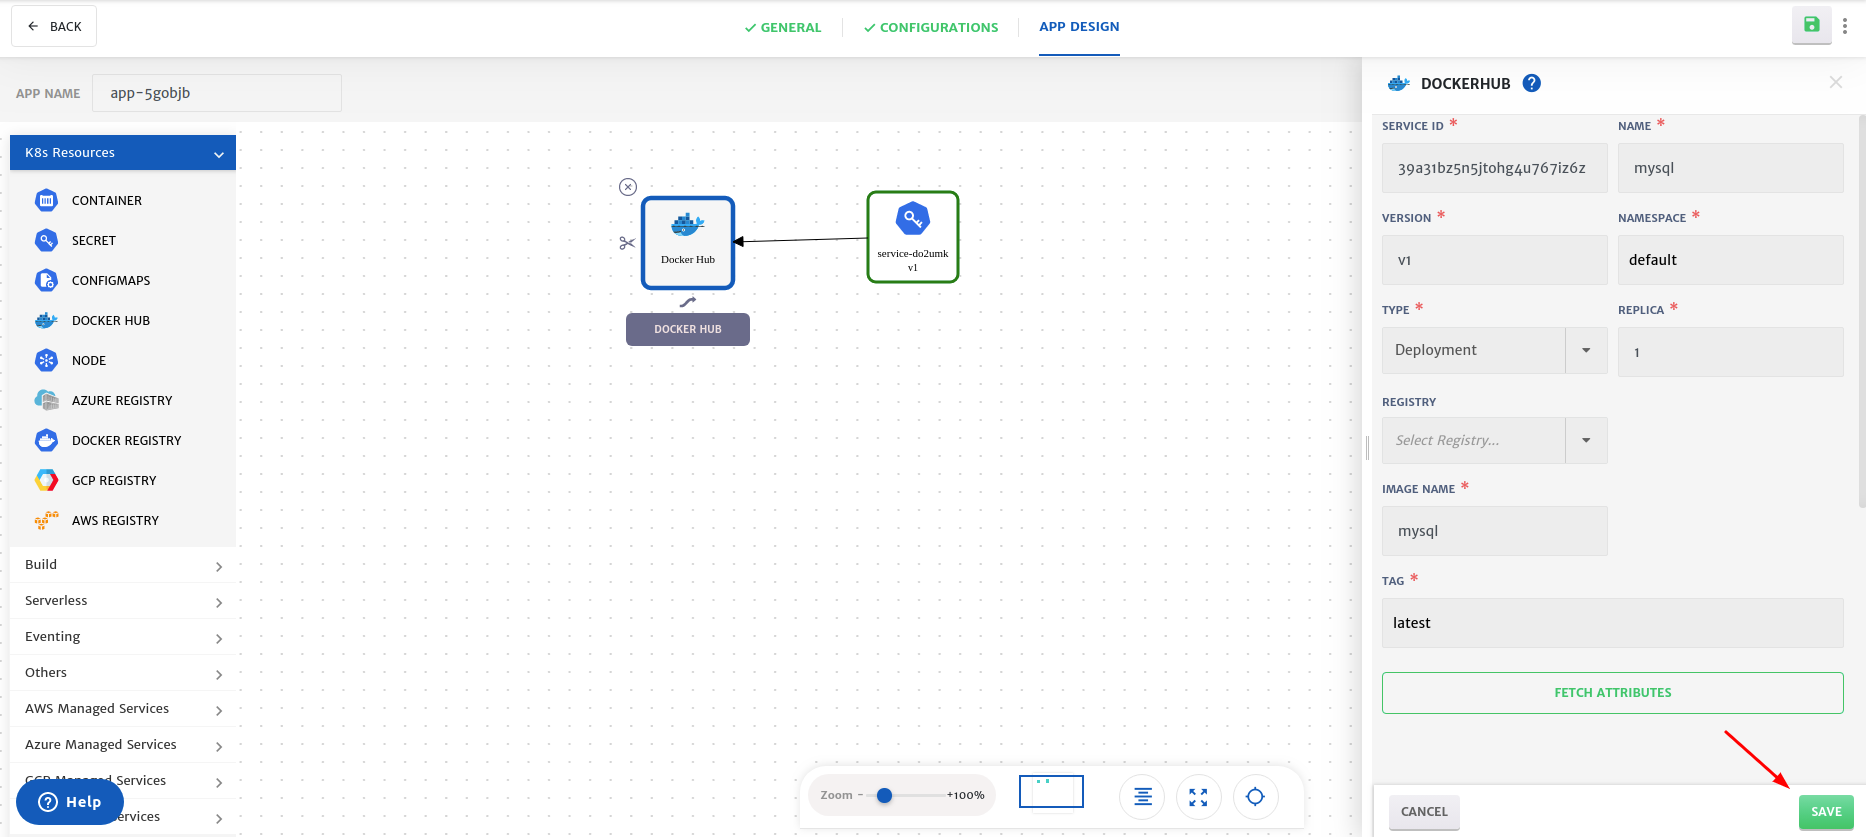 BACK
GENERAL
CONFIGURATIONS
APP DESIGN
APP NAME
app-5gobjb
K8s Resources
CONTAINER
SECRET
CONFIGMAPS
DOCKER HUB
NODE
AZURE REGISTRY
DOCKER REGISTRY
GCP REGISTRY
AWS REGISTRY
Build
Serverless
Eventing
Others
AWS Managed Services
Azure Managed Services
GCP Managed Services
ervices
Help
Docker Hub
DOCKER HUB
service-do2umk
v1
Zoom - +100%
DOCKERHUB ?
SERVICE ID * NAME *
39a31bz5n5jtohg4u767iz6z mysql
VERSION * NAMESPACE *
v1 default
TYPE * REPLICA *
Deployment 1
REGISTRY
Select Registry...
IMAGE NAME *
mysql
TAG *
latest
FETCH ATTRIBUTES
CANCEL SAVE